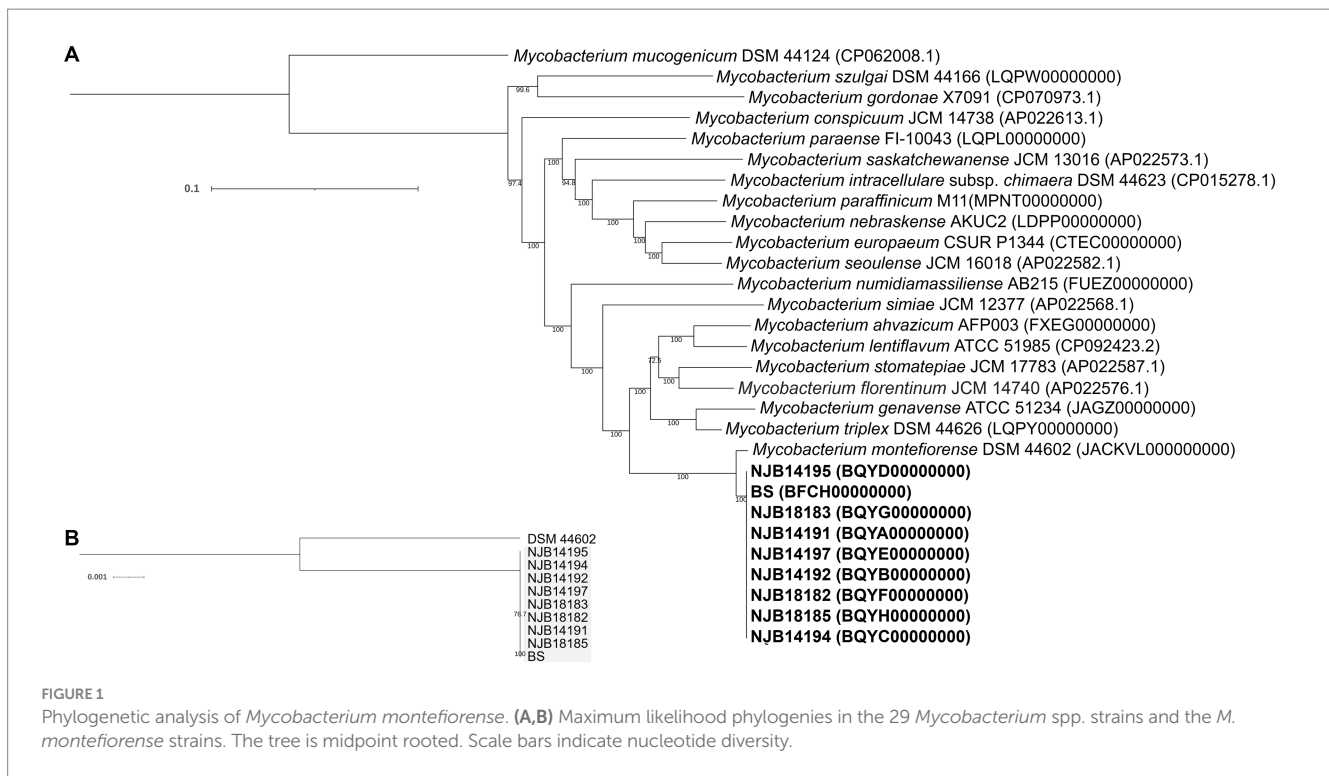 A
Mycobacterium mucogenicum DSM 44124 (CP062008.1)
Mycobacterium szulgai DSM 44166 (LQPW00000000)
99.6
Mycobacterium gordonae X7091 (CP070973.1)
Mycobacterium conspicuum JCM 14738 (AP022613.1)
Mycobacterium paraense FI-10043 (LQPL00000000)
100
Mycobacterium saskatchewanense JCM 13016 (AP022573.1)
0.1
97.4
94.8
Mycobacterium intracellulare subsp. chimaera DSM 44623 (CP015278.1)
100
Mycobacterium paraffinicum M11(MPNT00000000)
100
Mycobacterium nebraskense AKUC2 (LDPP00000000)
100
Mycobacterium europaeum CSUR P1344 (CTEC00000000)
100
100
Mycobacterium seoulense JCM 16018 (AP022582.1)
Mycobacterium numidiamassiliense AB215 (FUEZ00000000)
Mycobacterium simiae JCM 12377 (AP022568.1)
100
Mycobacterium ahvazicum AFP003 (FXEG00000000)
100
Mycobacterium lentiflavum ATCC 51985 (CP092423.2)
72.5
Mycobacterium stomatepiae JCM 17783 (AP022587.1)
100
100
Mycobacterium florentinum JCM 14740 (AP022576.1)
100
Mycobacterium genavense ATCC 51234 (JAGZ00000000)
100
Mycobacterium triplex DSM 44626 (LQPY00000000)
100
Mycobacterium montefiorense DSM 44602 (JACKVL000000000)
100
NJB14195 (BQYD00000000)
BS (BFCH00000000)
100
NJB18183 (BQYG00000000)
NJB14191 (BQYA00000000)
NJB14197 (BQYE00000000)
NJB14192 (BQYB00000000)
NJB18182 (BQYF00000000)
NJB18185 (BQYH00000000)
NJB14194 (BQYC00000000)
B
DSM 44602
NJB14195
NJB14194
0.001
NJB14192
NJB14197
NJB18183
78.7
NJB18182
NJB14191
NJB18185
100
BS
FIGURE 1
Phylogenetic analysis of Mycobacterium montefiorense. (A,B) Maximum likelihood phylogenies in the 29 Mycobacterium spp. strains and the M.
montefiorense strains. The tree is midpoint rooted. Scale bars indicate nucleotide diversity.